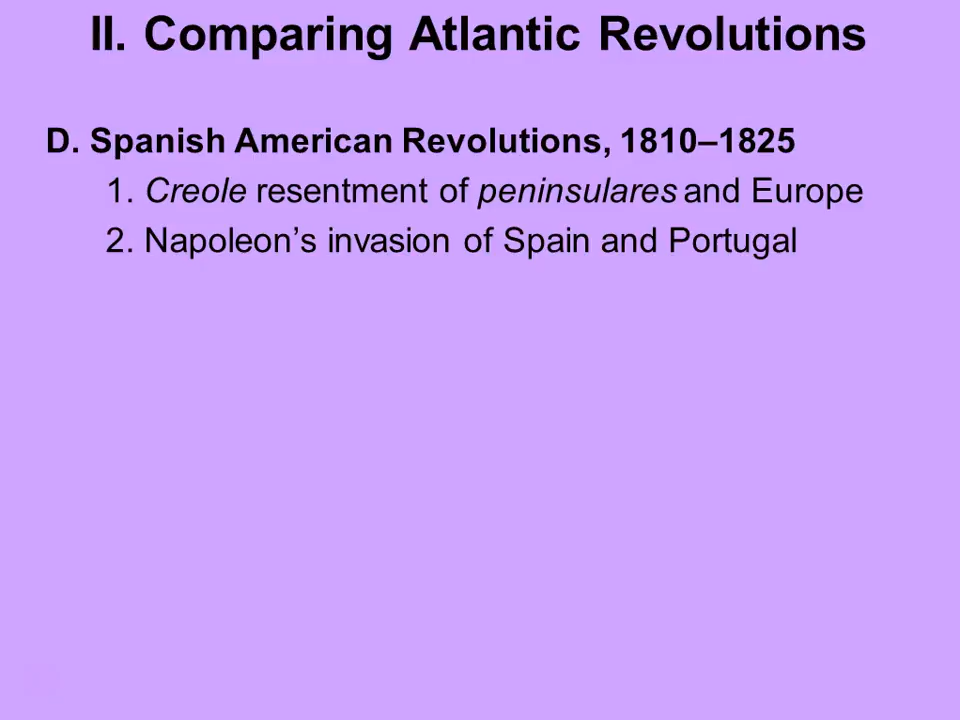 II. Comparing Atlantic Revolutions
D. Spanish American Revolutions, 1810–1825
1. Creole resentment of peninsulares and Europe
2. Napoleon’s invasion of Spain and Portugal